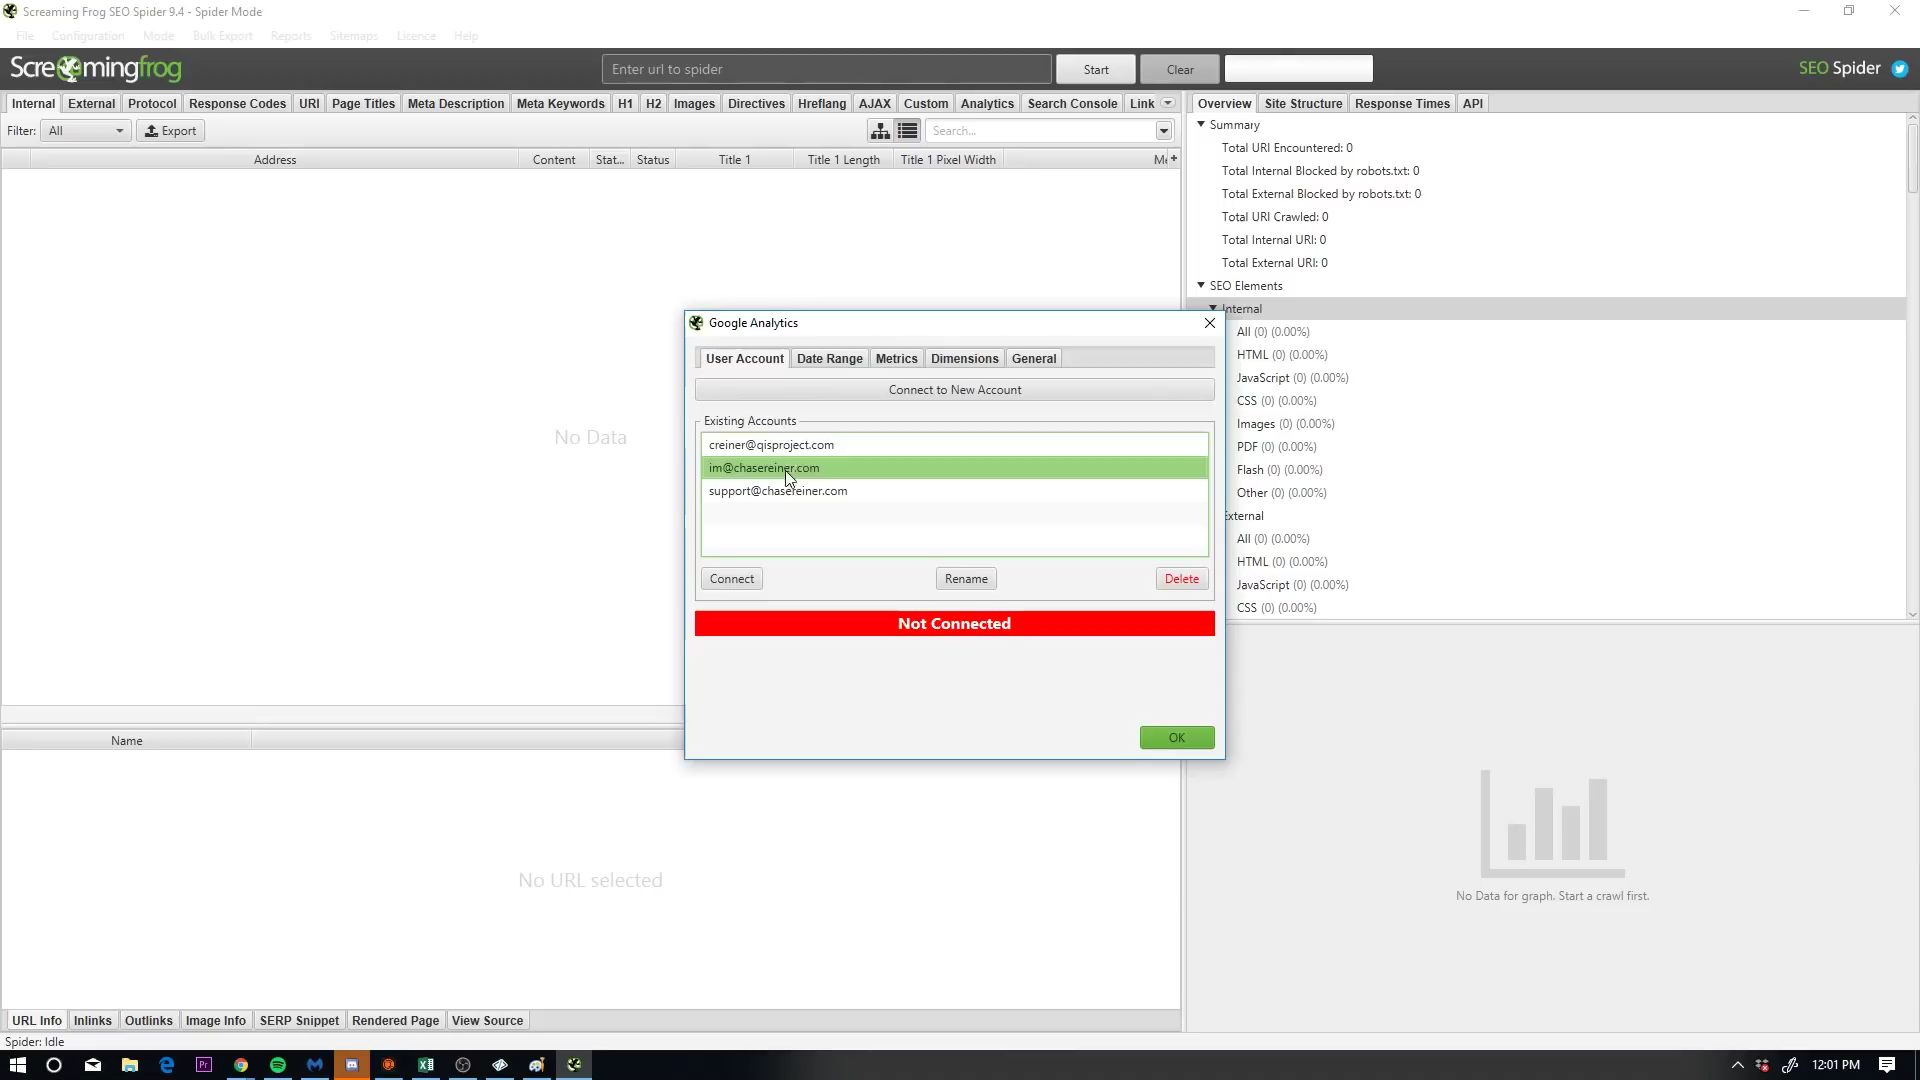 Screaming Frog SEO Spider 9.4 - Spider Mode
File Configuration Mode Bulk Export Reports Sitemaps Licence Help
Screamingfrog Enter url to spider Start Clear SEO Spider
Internal External Protocol Response Codes URI Page Titles Meta Description Meta Keywords H1 H2 Images Directives Hreflang AJAX Custom Analytics Search Console Link
Filter: All Export Search...
Address Content Stat... Status Title 1 Title 1 Length Title 1 Pixel Width
No Data
Name
No URL selected
URL Info Inlinks Outlinks Image Info SERP Snippet Rendered Page View Source
Spider: Idle
Overview Site Structure Response Times API
Summary
Total URI Encountered: 0
Total Internal Blocked by robots.txt: 0
Total External Blocked by robots.txt: 0
Total URI Crawled: 0
Total Internal URI: 0
Total External URI: 0
SEO Elements
Internal
All (0) (0.00%)
HTML (0) (0.00%)
JavaScript (0) (0.00%)
CSS (0) (0.00%)
Images (0) (0.00%)
PDF (0) (0.00%)
Flash (0) (0.00%)
Other (0) (0.00%)
External
All (0) (0.00%)
HTML (0) (0.00%)
JavaScript (0) (0.00%)
CSS (0) (0.00%)
No Data for graph. Start a crawl first.
Google Analytics
User Account Date Range Metrics Dimensions General
Connect to New Account
Existing Accounts
creiner@qisproject.com
im@chasereiner.com
support@chasereiner.com
Connect Rename Delete
Not Connected
OK
Pr
12:01 PM